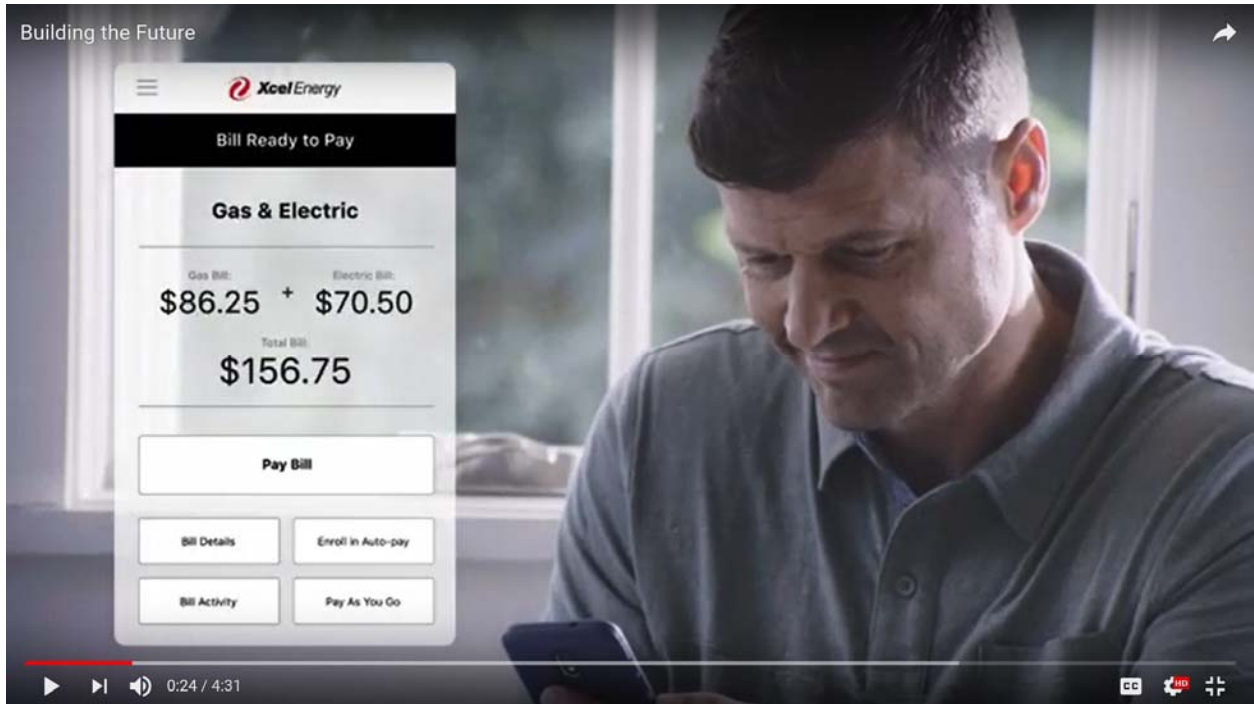 Building the Future
Xcel Energy
Bill Ready to Pay
Gas & Electric
Gas Bill: Electric Bill:
$86.25 + $70.50
Total Bill:
$156.75
Pay Bill
Bill Details Enroll in Auto-pay
Bill Activity Pay As You Go
0:24 / 4:31 CC HD